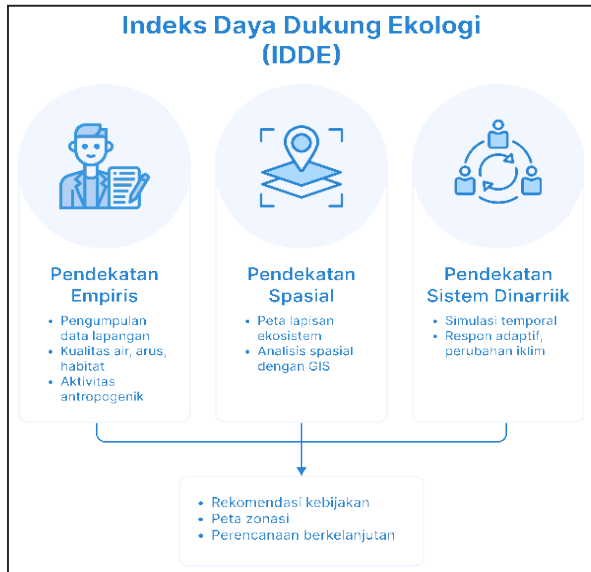 Indeks Daya Dukung Ekologi
(IDDE)
Pendekatan
Empiris
• Pengumpulan
data lapangan
• Kualitas air, arus,
habitat
• Aktivitas
antropogenik
Pendekatan
Spasial
• Peta lapisan
ekosistem
• Analisis spasial
dengan GIS
Pendekatan
Sistem Dinarriik
• Simulasi temporal
• Respon adaptif,
perubahan iklim
• Rekomendasi kebijakan
• Peta zonasi
• Perencanaan berkelanjutan